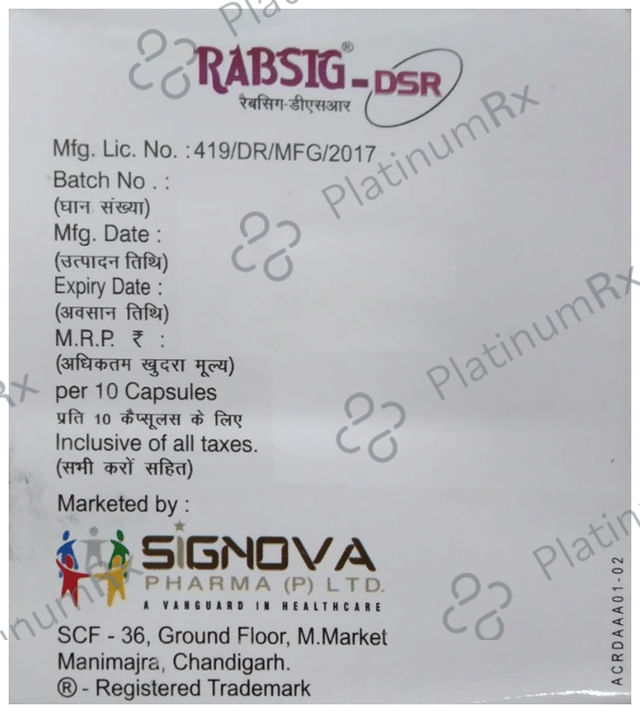 RABSIG®-DSR
रैबसिग-डीएसआर
Mfg. Lic. No. : 419/DR/MFG/2017
Batch No . :
(घान संख्या)
Mfg. Date :
(उत्पादन तिथि)
Expiry Date :
(अवसान तिथि)
M.R.P. ₹ :
(अधिकतम खुदरा मूल्य)
per 10 Capsules
प्रति 10 कैप्सूलस के लिए
Inclusive of all taxes.
(सभी करों सहित)
Marketed by :
SIGNOVA
PHARMA (P) LTD.
A VANGUARD IN HEALTHCARE
SCF - 36, Ground Floor, M.Market
Manimajra, Chandigarh.
® - Registered Trademark
ACRDAAA01-02
PlatinumRx
PlatinumRx